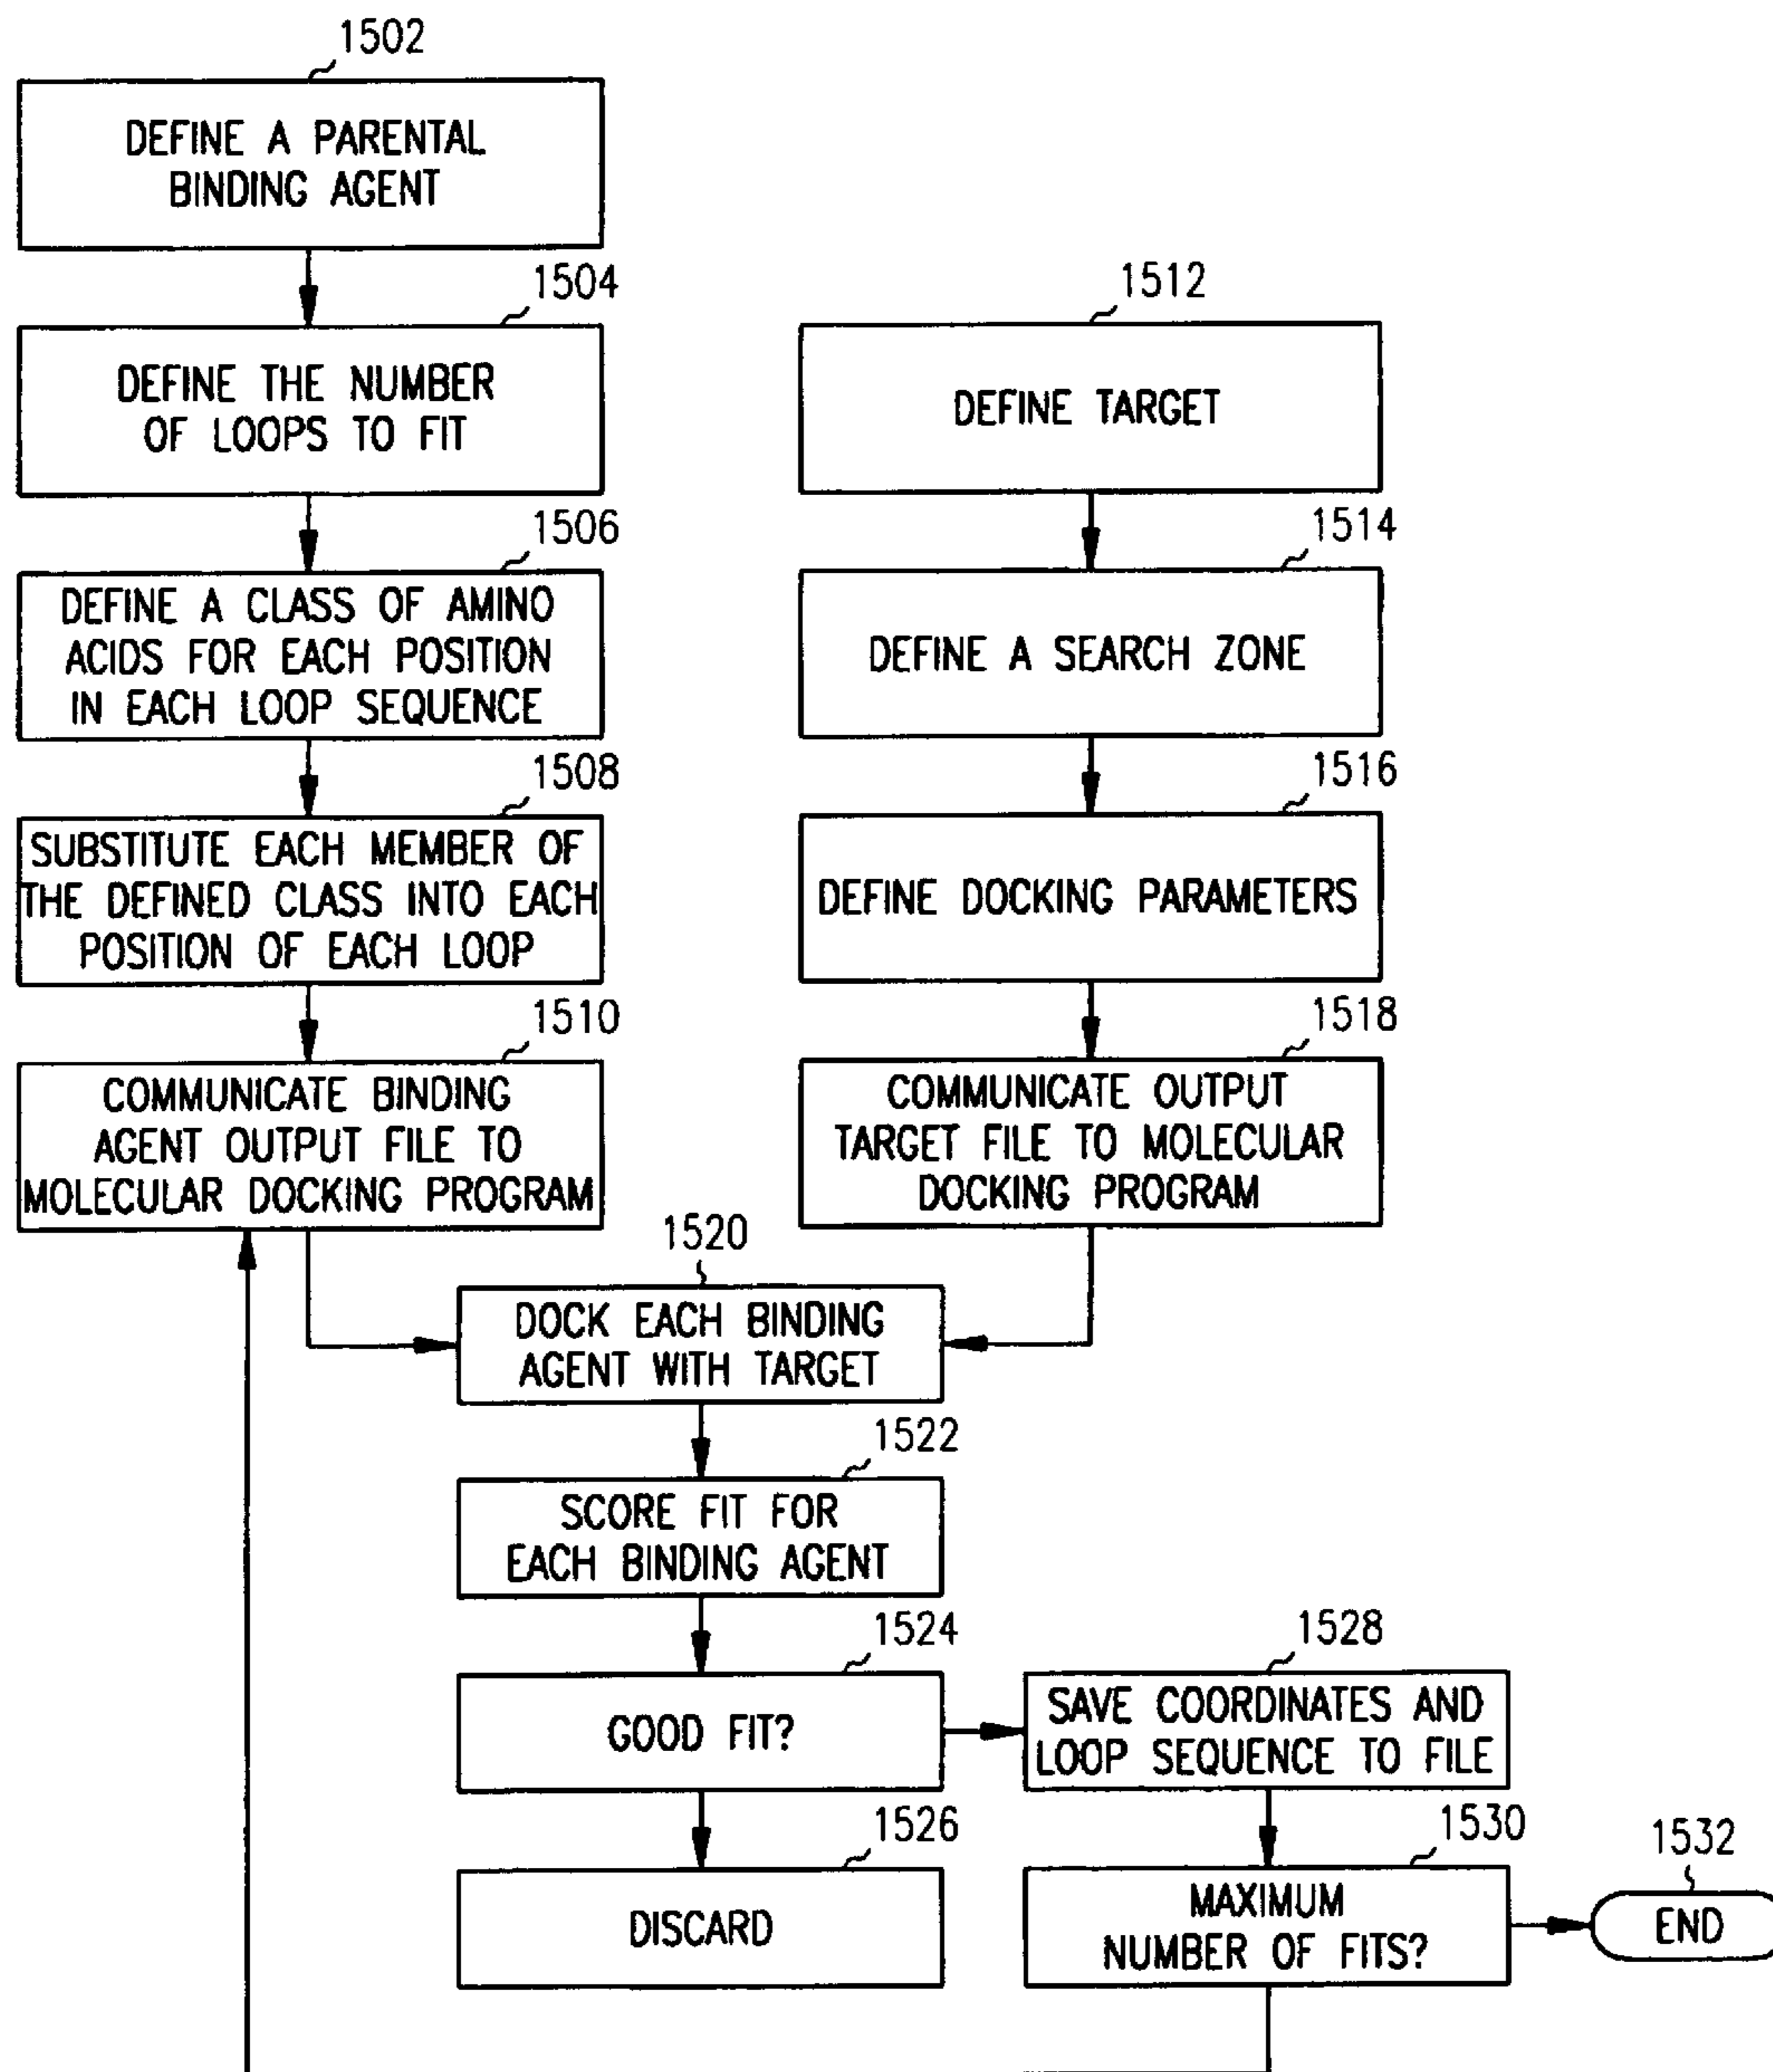 1502
DEFINE A PARENTAL
BINDING AGENT
1504
DEFINE THE NUMBER
OF LOOPS TO FIT
1506
DEFINE A CLASS OF AMINO
ACIDS FOR EACH POSITION
IN EACH LOOP SEQUENCE
1508
SUBSTITUTE EACH MEMBER OF
THE DEFINED CLASS INTO EACH
POSITION OF EACH LOOP
1510
COMMUNICATE BINDING
AGENT OUTPUT FILE TO
MOLECULAR DOCKING PROGRAM
1512
DEFINE TARGET
1514
DEFINE A SEARCH ZONE
1516
DEFINE DOCKING PARAMETERS
1518
COMMUNICATE OUTPUT
TARGET FILE TO MOLECULAR
DOCKING PROGRAM
1520
DOCK EACH BINDING
AGENT WITH TARGET
1522
SCORE FIT FOR
EACH BINDING AGENT
1524
GOOD FIT?
1526
DISCARD
1528
SAVE COORDINATES AND
LOOP SEQUENCE TO FILE
1530
MAXIMUM
NUMBER OF FITS?
1532
END